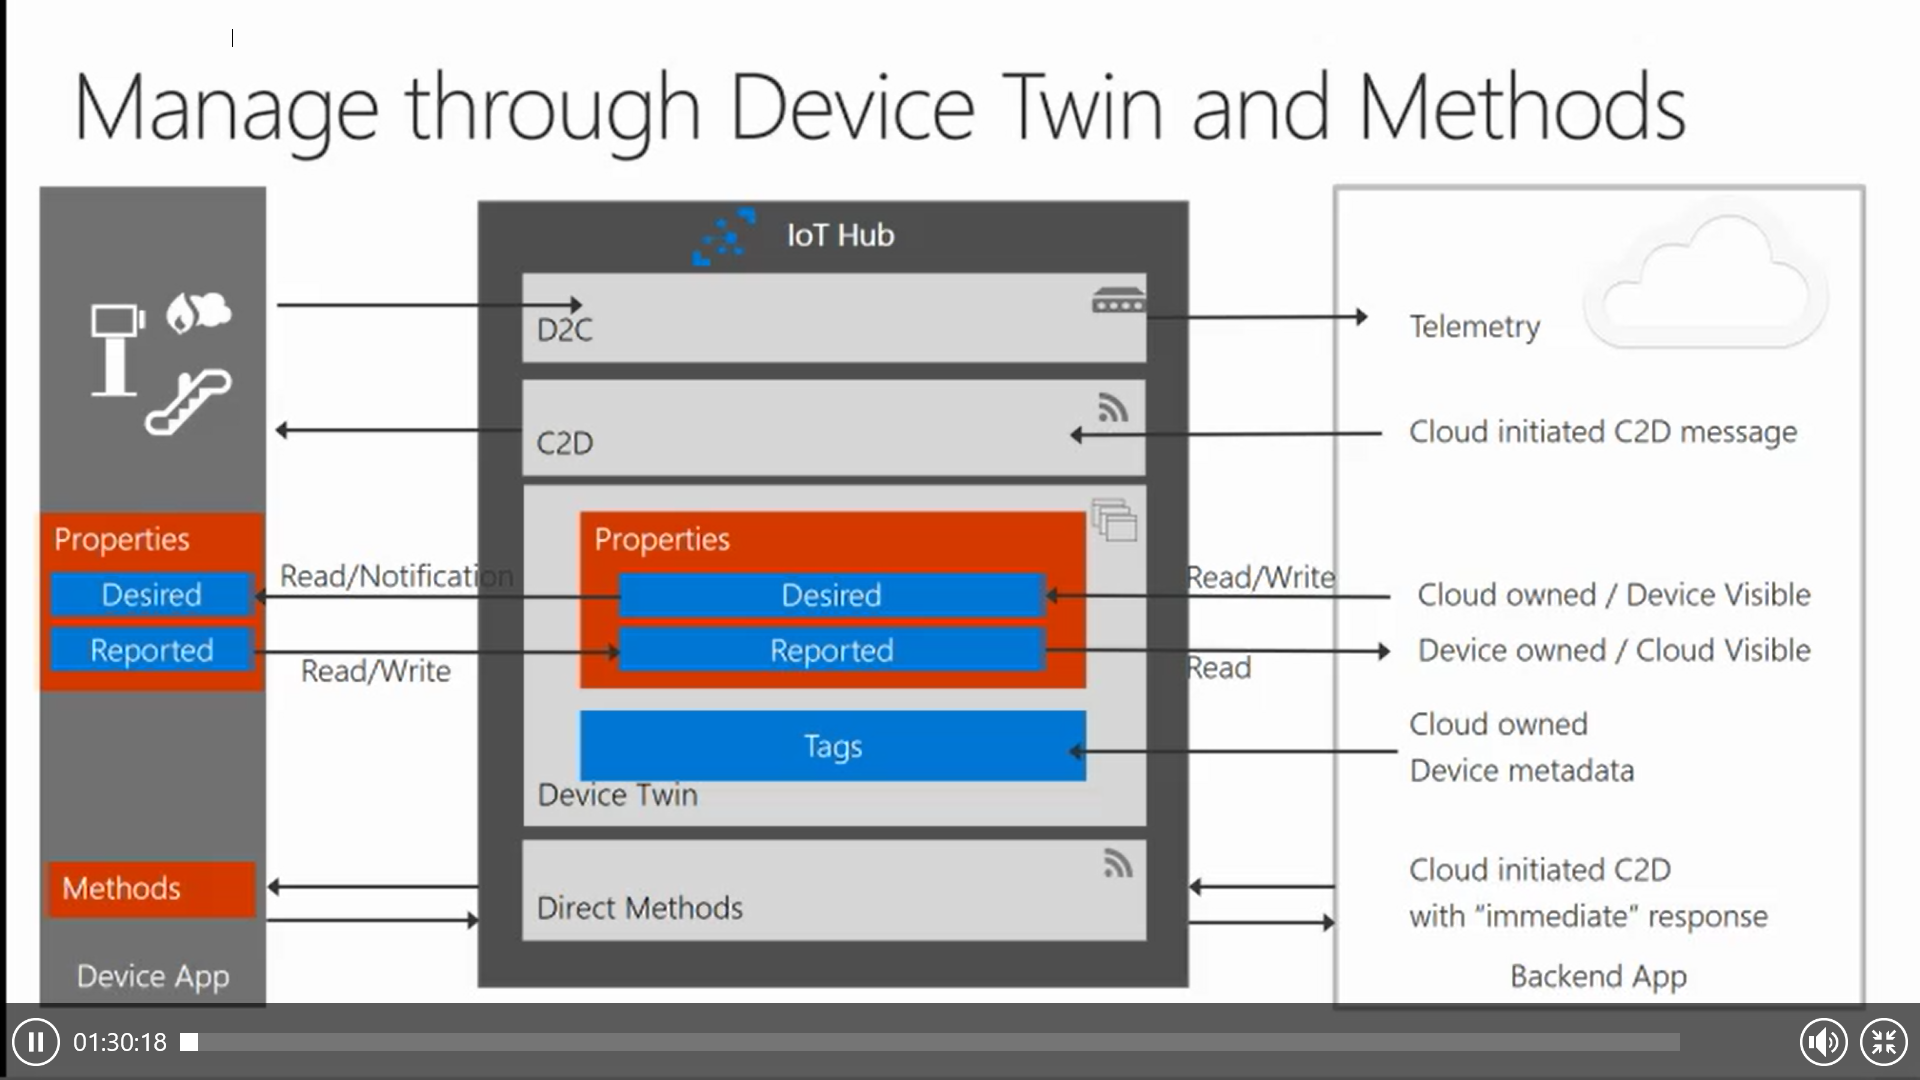 Manage through Device Twin and Methods
IoT Hub
D2C
Telemetry
C2D
Cloud initiated C2D message
Properties
Desired
Reported
Read/Notification
Read/Write
Properties
Desired
Reported
Tags
Device Twin
Read/Write
Read
Cloud owned / Device Visible
Device owned / Cloud Visible
Cloud owned
Device metadata
Methods
Direct Methods
Cloud initiated C2D
with “immediate” response
Device App
Backend App
01:30:18